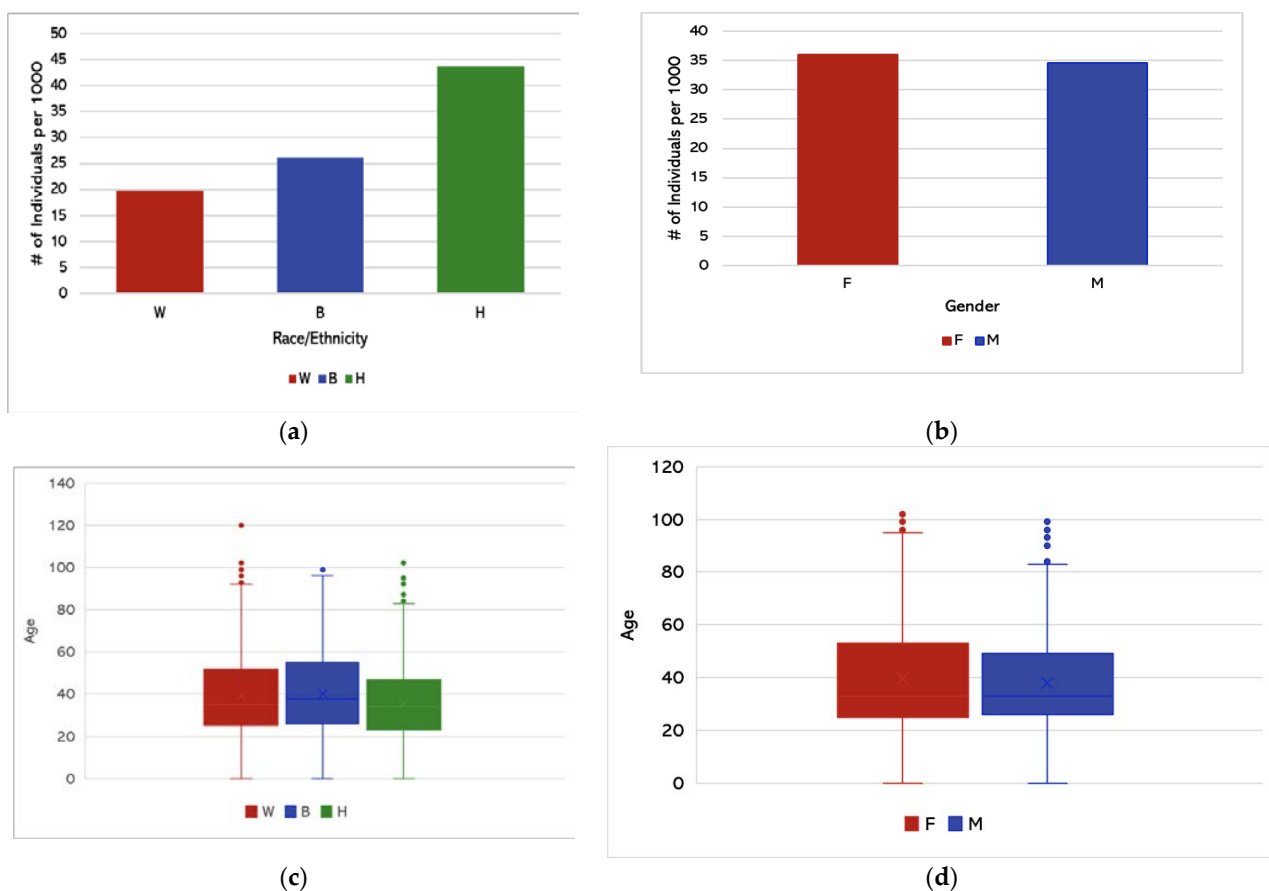 # of Individuals per 1000
50
45
40
35
30
25
20
15
10
5
0
W B H
Race/Ethnicity
W B H
(a)
# of Individuals per 1000
40
35
30
25
20
15
10
5
0
F M
Gender
F M
(b)
Age
140
120
100
80
60
40
20
0
W B H
(c)
Age
120
100
80
60
40
20
0
F M
(d)